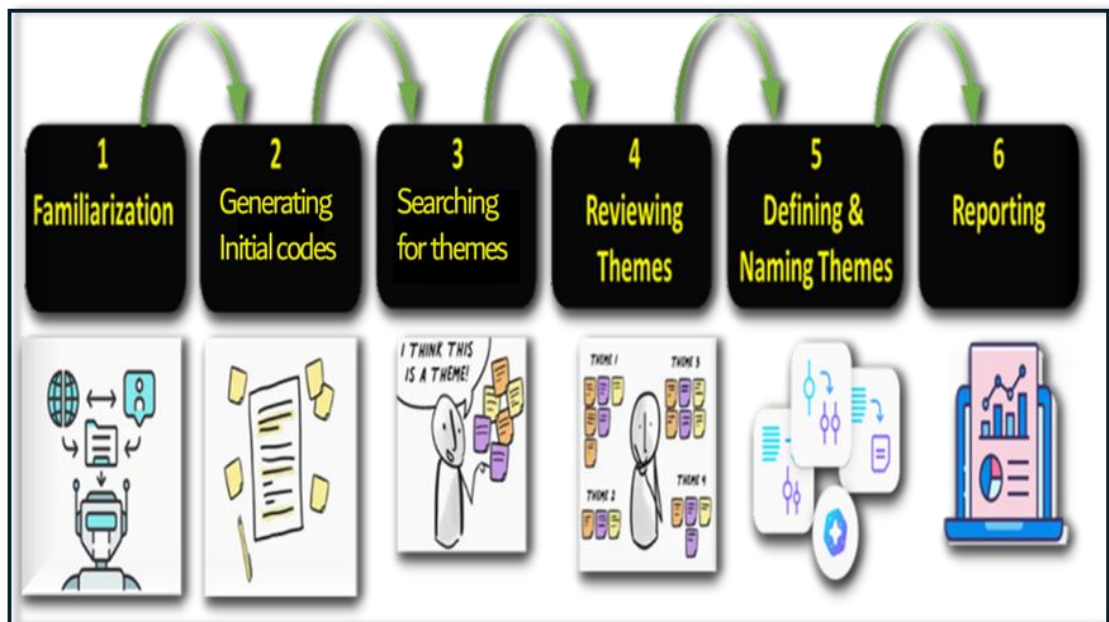 1
Familiarization
2
Generating
Initial codes
3
Searching
for themes
4
Reviewing
Themes
5
Defining &
Naming Themes
6
Reporting
I THINK THIS
IS A THEME!
THEME 1
THEME 3
THEME 2
THEME 4